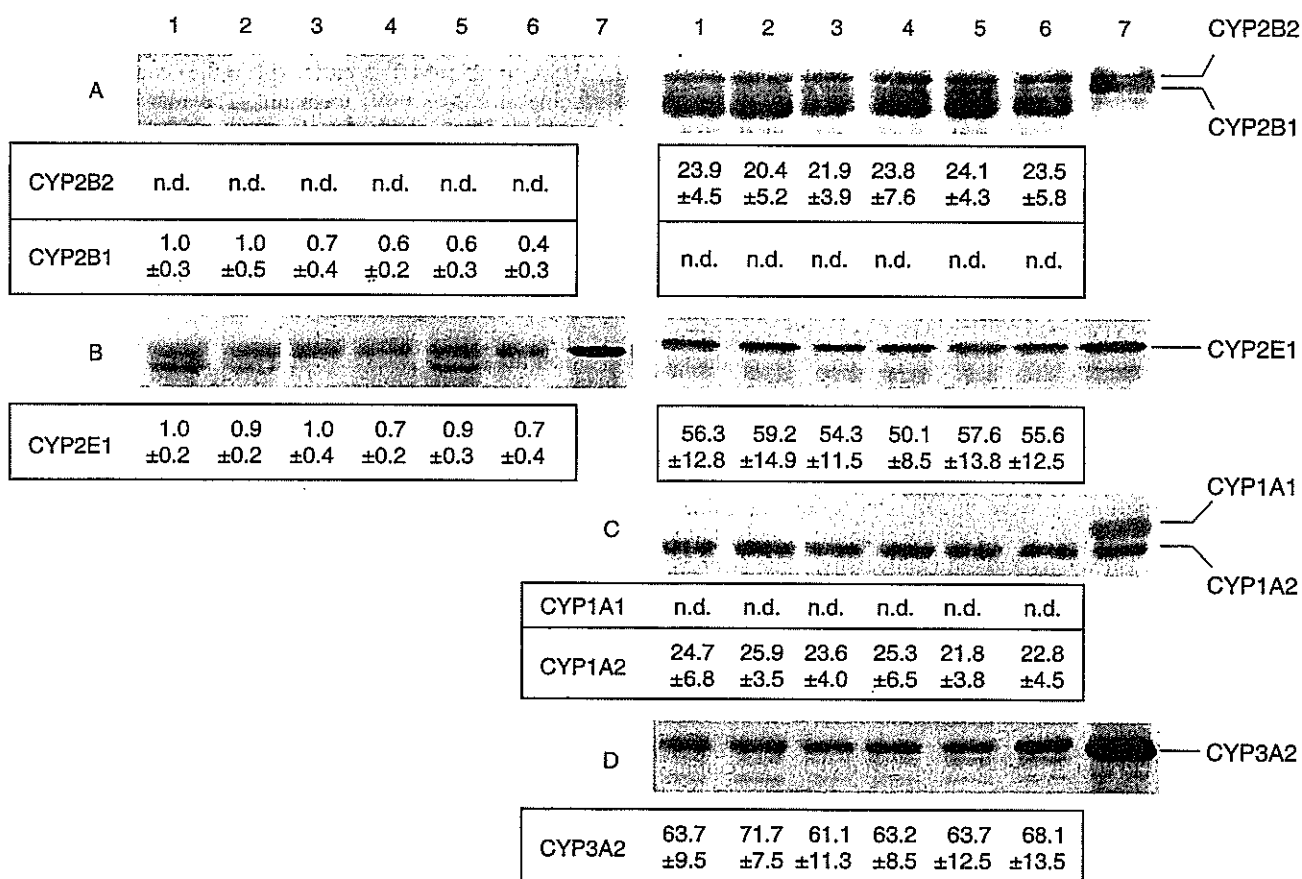 1 2 3 4 5 6 7 1 2 3 4 5 6 7 CYP2B2
A
CYP2B1
CYP2B2 n.d. n.d. n.d. n.d. n.d. n.d. 23.9 20.4 21.9 23.8 24.1 23.5
±4.5 ±5.2 ±3.9 ±7.6 ±4.3 ±5.8
CYP2B1 1.0 1.0 0.7 0.6 0.6 0.4 n.d. n.d. n.d. n.d. n.d. n.d.
±0.3 ±0.5 ±0.4 ±0.2 ±0.3 ±0.3
B CYP2E1
CYP2E1 1.0 0.9 1.0 0.7 0.9 0.7 56.3 59.2 54.3 50.1 57.6 55.6
±0.2 ±0.2 ±0.4 ±0.2 ±0.3 ±0.4 ±12.8 ±14.9 ±11.5 ±8.5 ±13.8 ±12.5
CYP1A1
C
CYP1A2
CYP1A1 n.d. n.d. n.d. n.d. n.d. n.d.
CYP1A2 24.7 25.9 23.6 25.3 21.8 22.8
±6.8 ±3.5 ±4.0 ±6.5 ±3.8 ±4.5
D CYP3A2
CYP3A2 63.7 71.7 61.1 63.2 63.7 68.1
±9.5 ±7.5 ±11.3 ±8.5 ±12.5 ±13.5